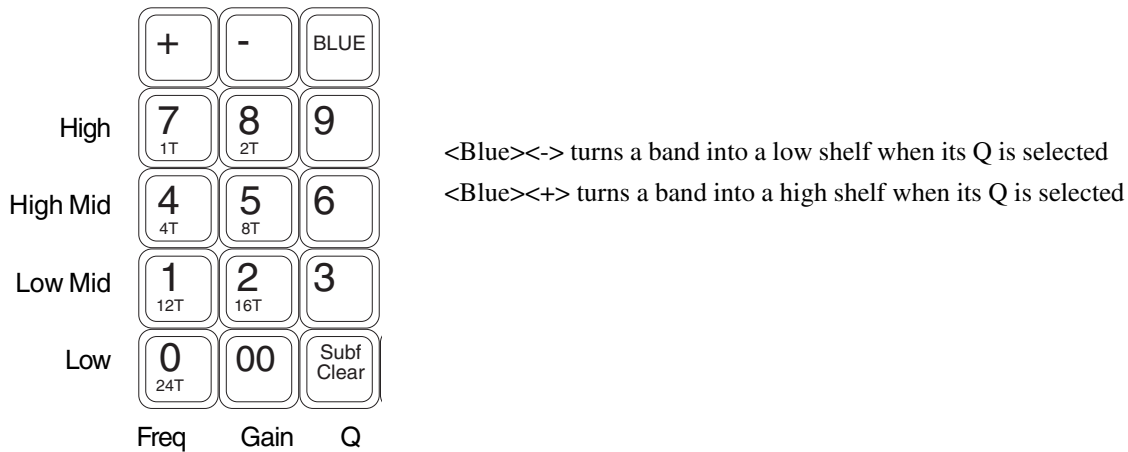 + - BLUE
High 7 8 9
1T 2T
<Blue><-> turns a band into a low shelf when its Q is selected
<Blue><+> turns a band into a high shelf when its Q is selected
High Mid 4 5 6
4T 8T
Low Mid 1 2 3
12T 16T
Low 0 00 Subf
Clear
24T
Freq Gain Q